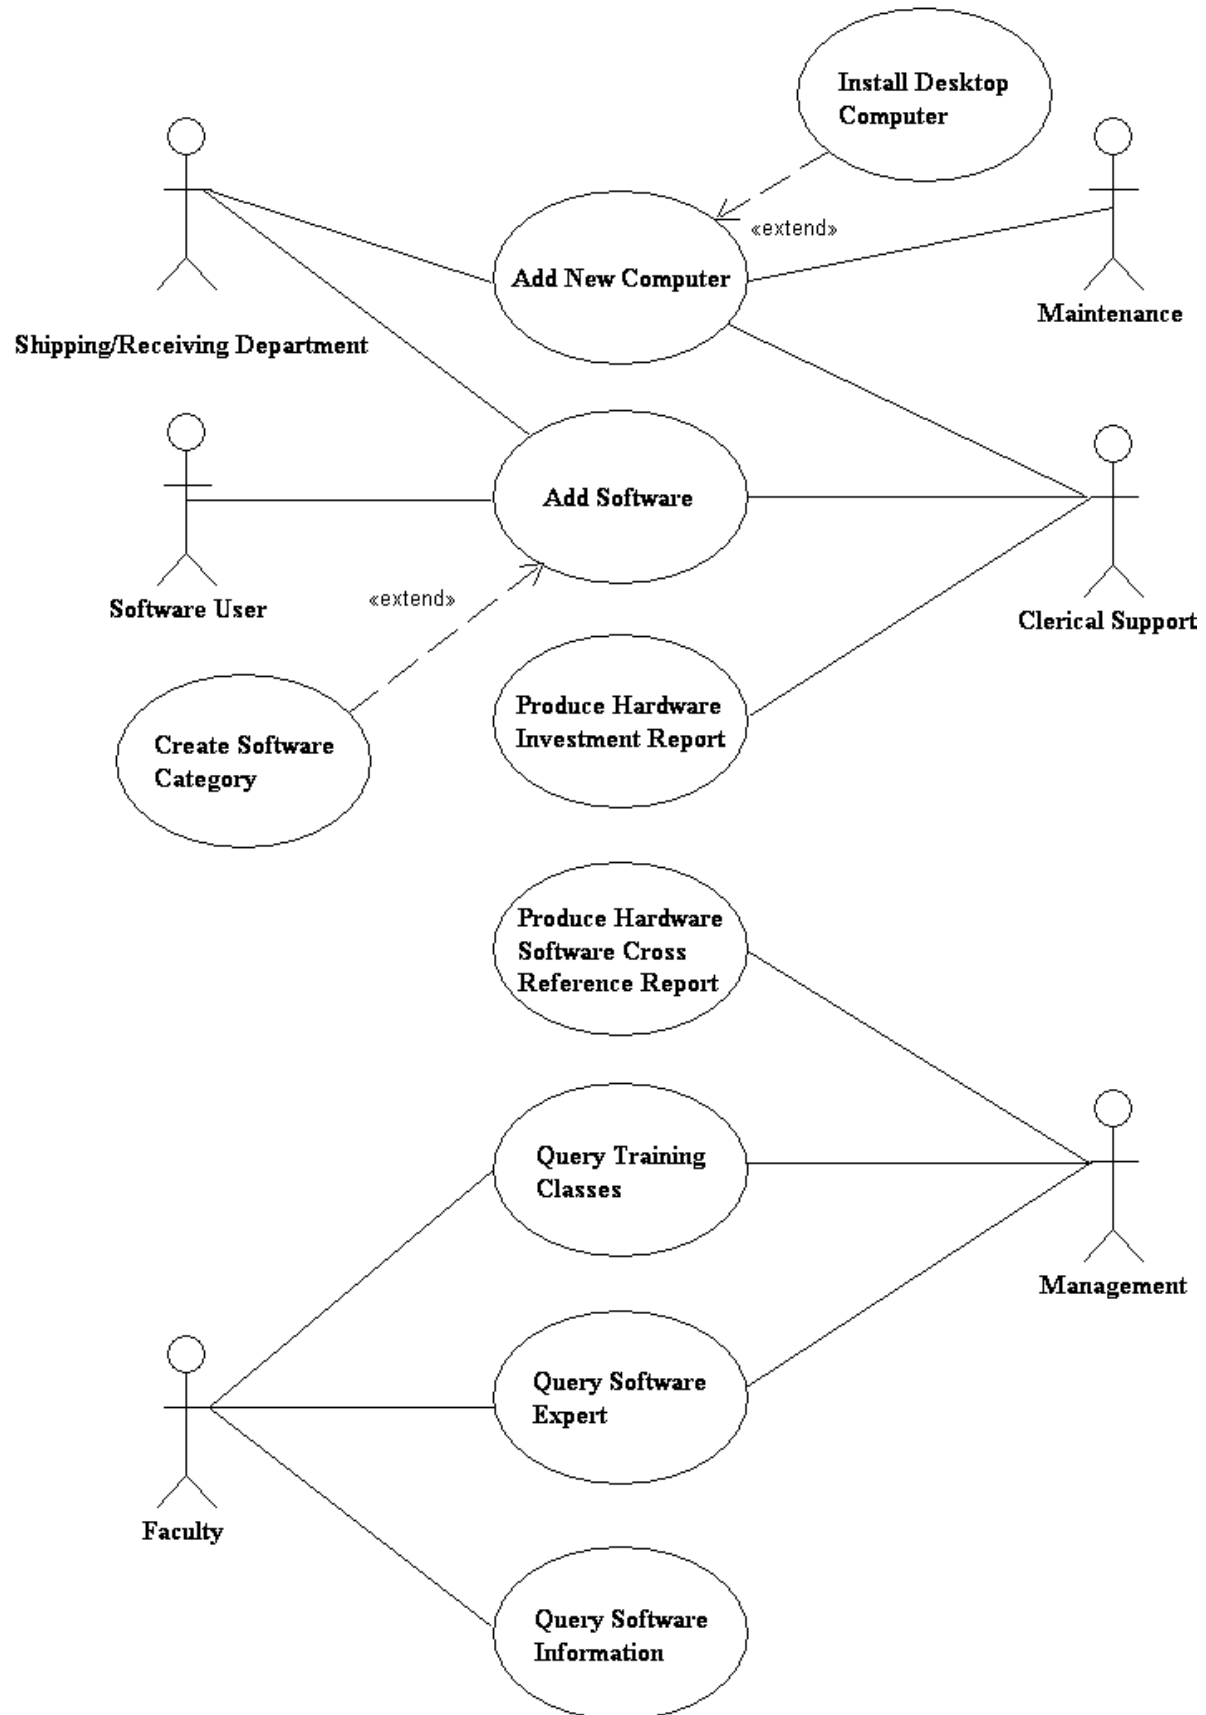 Install Desktop
Computer
«extend»
Add New Computer
Maintenance
Shipping/Receiving Department
Add Software
«extend»
Software User
Clerical Support
Produce Hardware
Investment Report
Create Software
Category
Produce Hardware
Software Cross
Reference Report
Query Training
Classes
Management
Query Software
Expert
Faculty
Query Software
Information